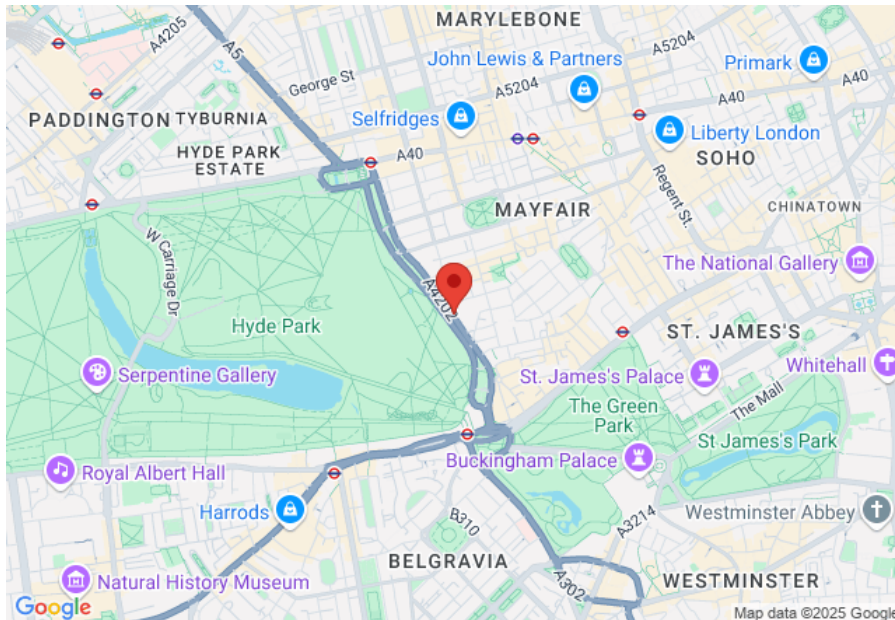 MARYLEBONE
A4205
A5
George St
John Lewis & Partners
A5204
A5204
Primark
A40
A40
PADDINGTON
TYBURNIA
Selfridges
Liberty London
HYDE PARK
ESTATE
A40
SOHO
Regent St.
MAYFAIR
CHINATOWN
W Carriage Dr
The National Gallery
A4202
Hyde Park
ST. JAMES'S
Whitehall
Serpentine Gallery
St. James's Palace
The Mall
The Green
Park
St James's Park
Royal Albert Hall
Buckingham Palace
Harrods
B310
A3214
Westminster Abbey
BELGRAVIA
A302
Natural History Museum
WESTMINSTER
Google
Map data ©2025 Google